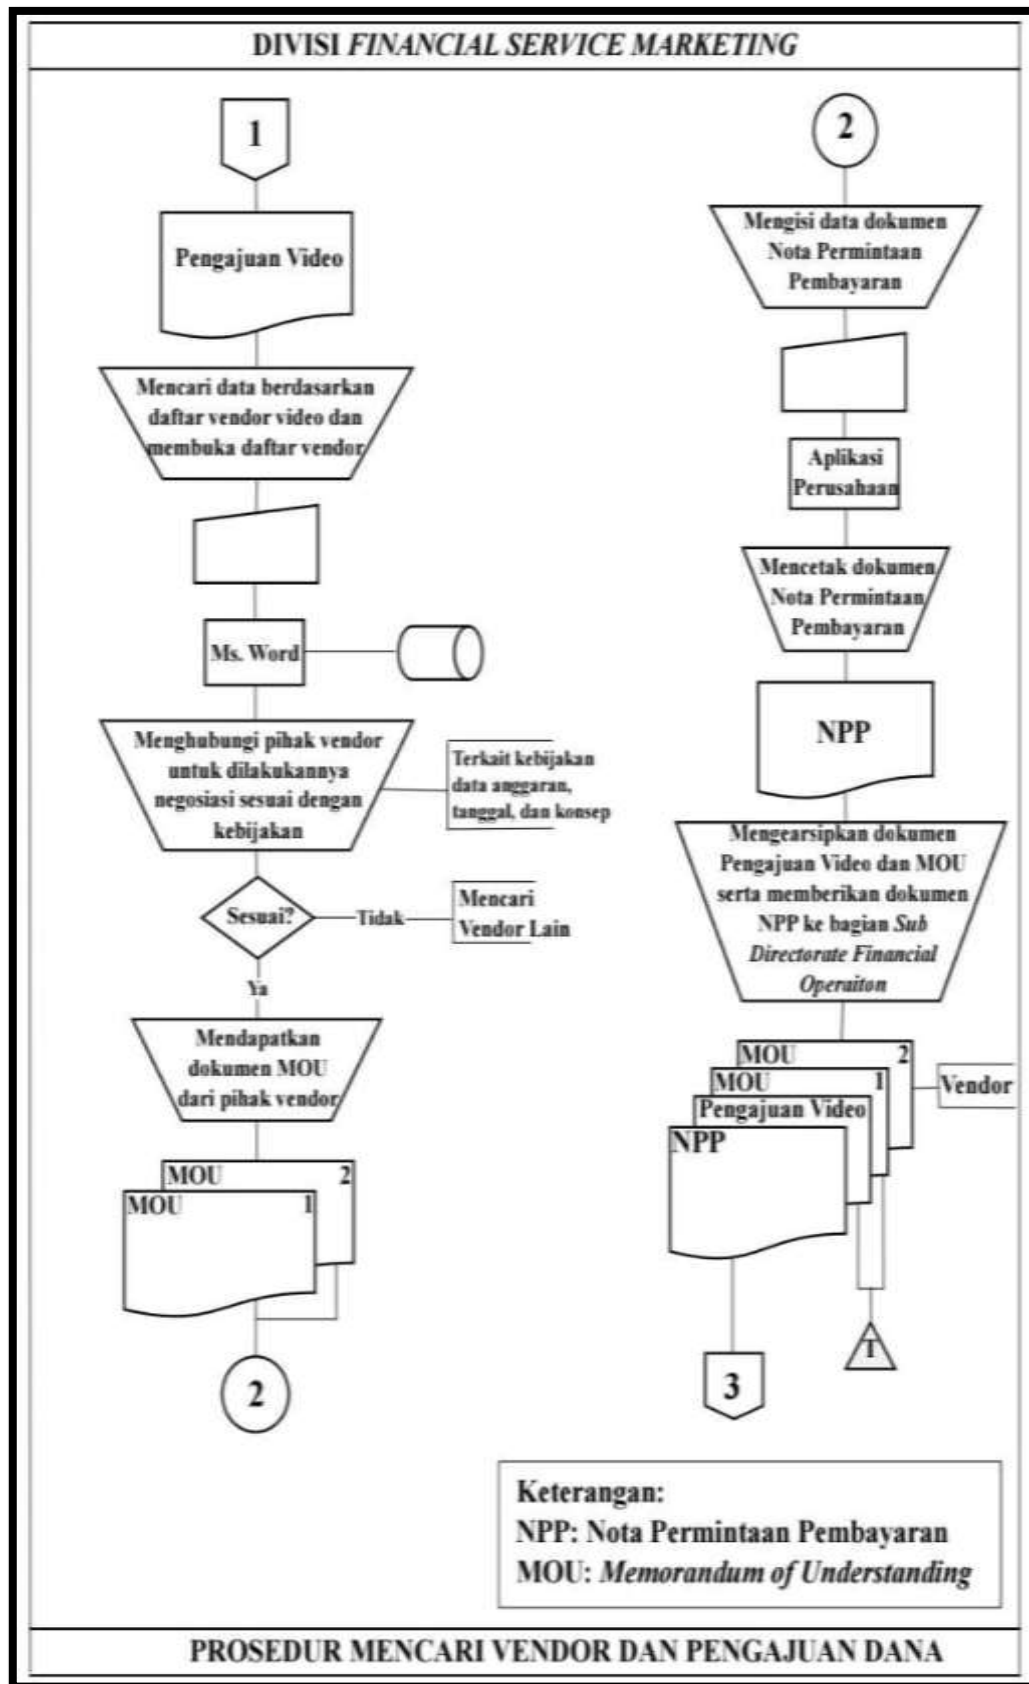 DIVISI FINANCIAL SERVICE MARKETING
1
Pengajuan Video
Mencari data berdasarkan
daftar vendor video dan
membuka daftar vendor
Ms. Word
Menghubungi pihak vendor
untuk dilakukannya
negosiasi sesuai dengan
kebijakan
Terkait kebijakan
data anggaran,
tanggal, dan konsep
Sesuai?
Tidak
Mencari
Vendor Lain
Ya
Mendapatkan
dokumen MOU
dari pihak vendor
MOU 2
MOU 1
2
2
Mengisi data dokumen
Nota Permintaan
Pembayaran
Aplikasi
Perusahaan
Mencetak dokumen
Nota Permintaan
Pembayaran
NPP
Mengearsipkan dokumen
Pengajuan Video dan MOU
serta memberikan dokumen
NPP ke bagian Sub
Directorate Financial
Operaiton
MOU 2
MOU 1
Pengajuan Video
NPP
Vendor
T
3
Keterangan:
NPP: Nota Permintaan Pembayaran
MOU: Memorandum of Understanding
PROSEDUR MENCARI VENDOR DAN PENGAJUAN DANA